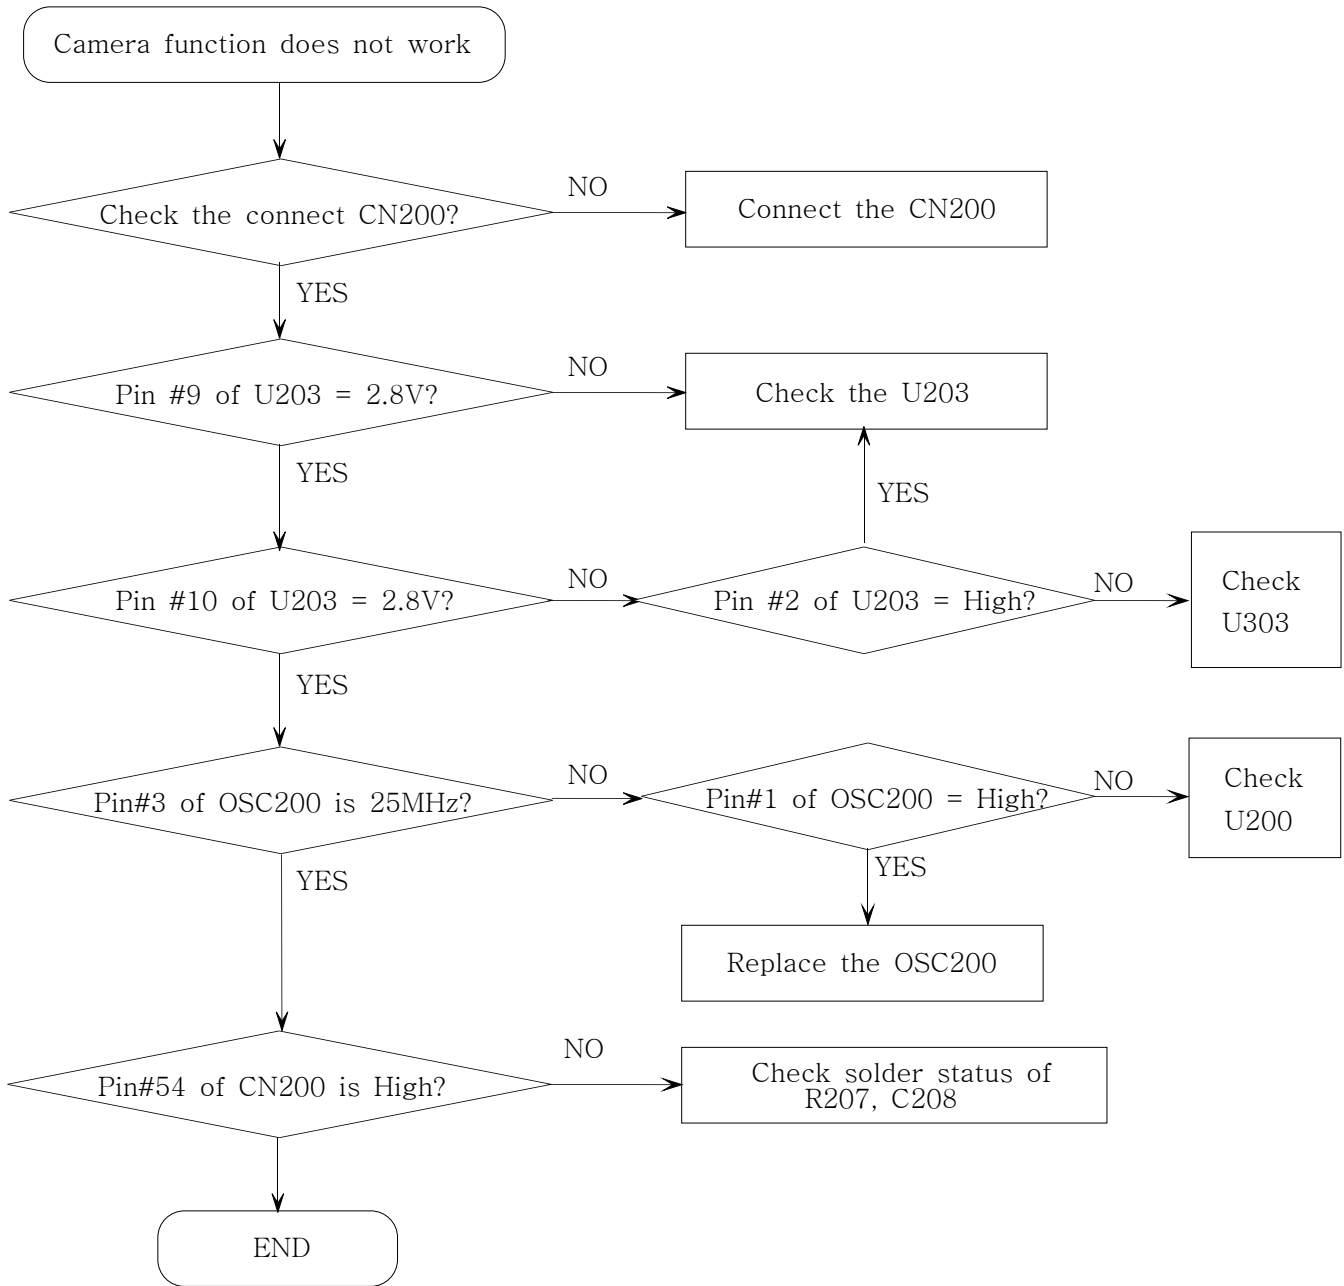 Camera function does not work
Check the connect CN200?
NO
Connect the CN200
YES
Pin #9 of U203 = 2.8V?
NO
Check the U203
YES
YES
Pin #10 of U203 = 2.8V?
NO
Pin #2 of U203 = High?
NO
Check
U303
YES
Pin#3 of OSC200 is 25MHz?
NO
Pin#1 of OSC200 = High?
NO
Check
U200
YES
YES
Replace the OSC200
Pin#54 of CN200 is High?
NO
Check solder status of
R207, C208
END